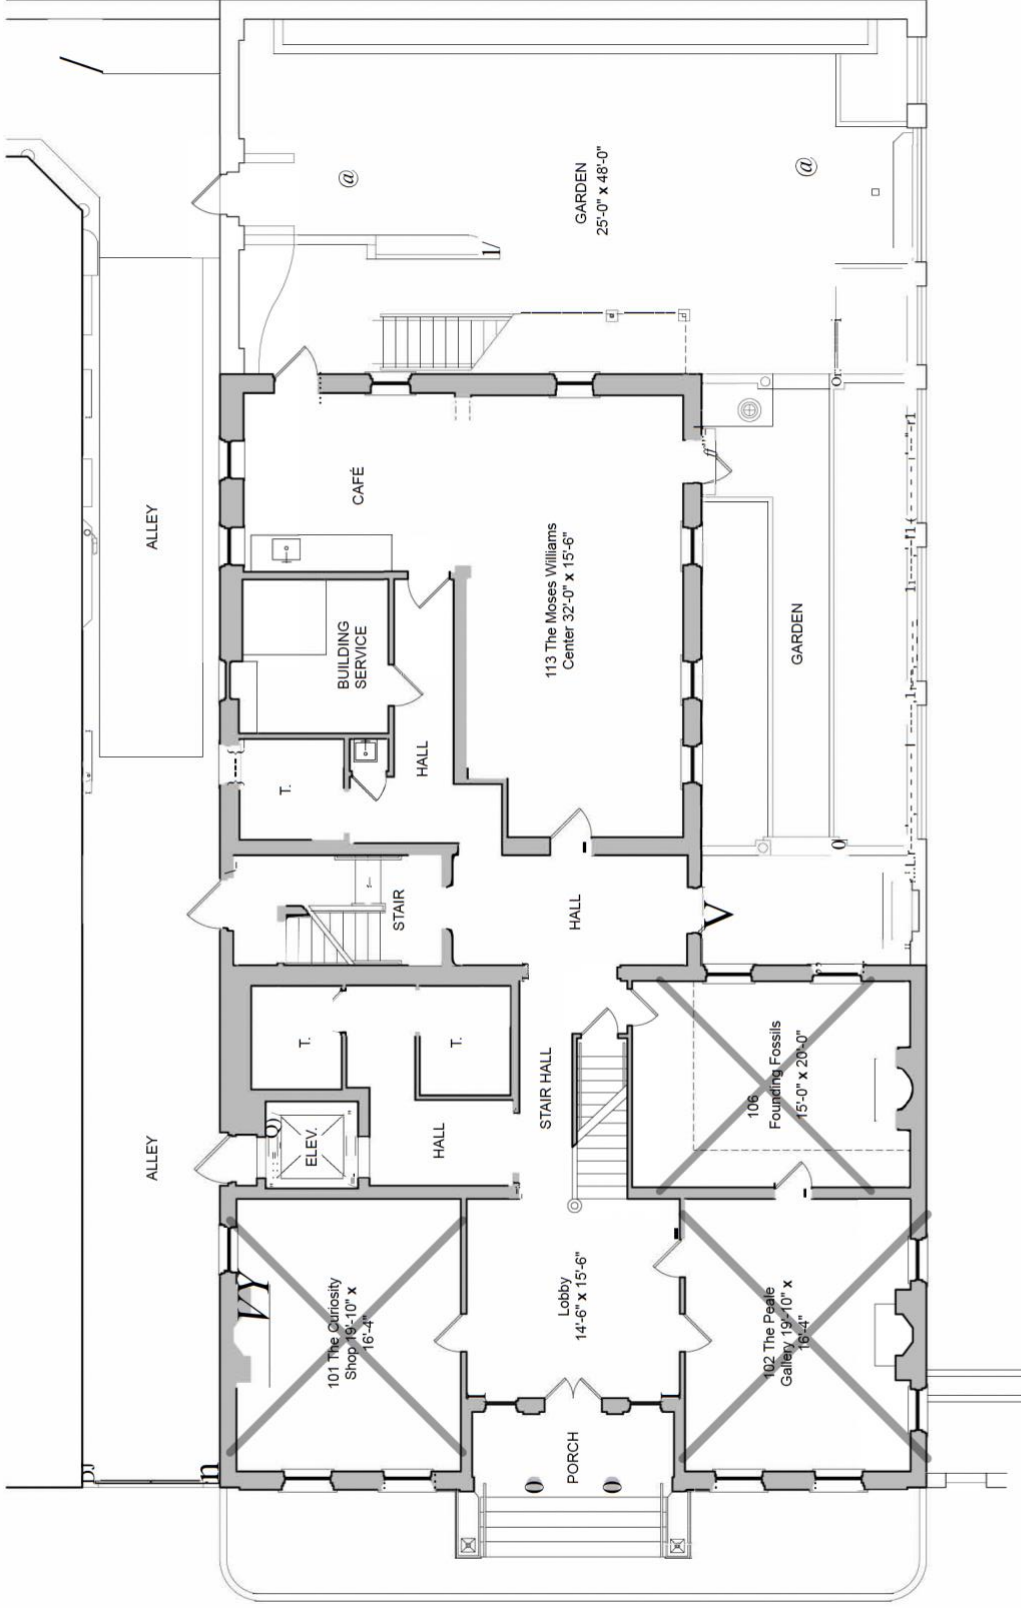 GARDEN
25'-0" x 48'-0"
@
@
CAFÉ
ALLEY
113 The Moses Williams
Center 32'-0" x 15'-6"
BUILDING
SERVICE
GARDEN
HALL
T.
STAIR
HALL
T.
T.
STAIR HALL
106
Founding Fossils
15'-0" x 20'-0"
ELEV.
HALL
ALLEY
101 The Curiosity
Shop 19'-10" x
16'-4"
Lobby
14'-6" x 15'-6"
102 The Peale
Gallery 19'-10" x
16'-4"
PORCH